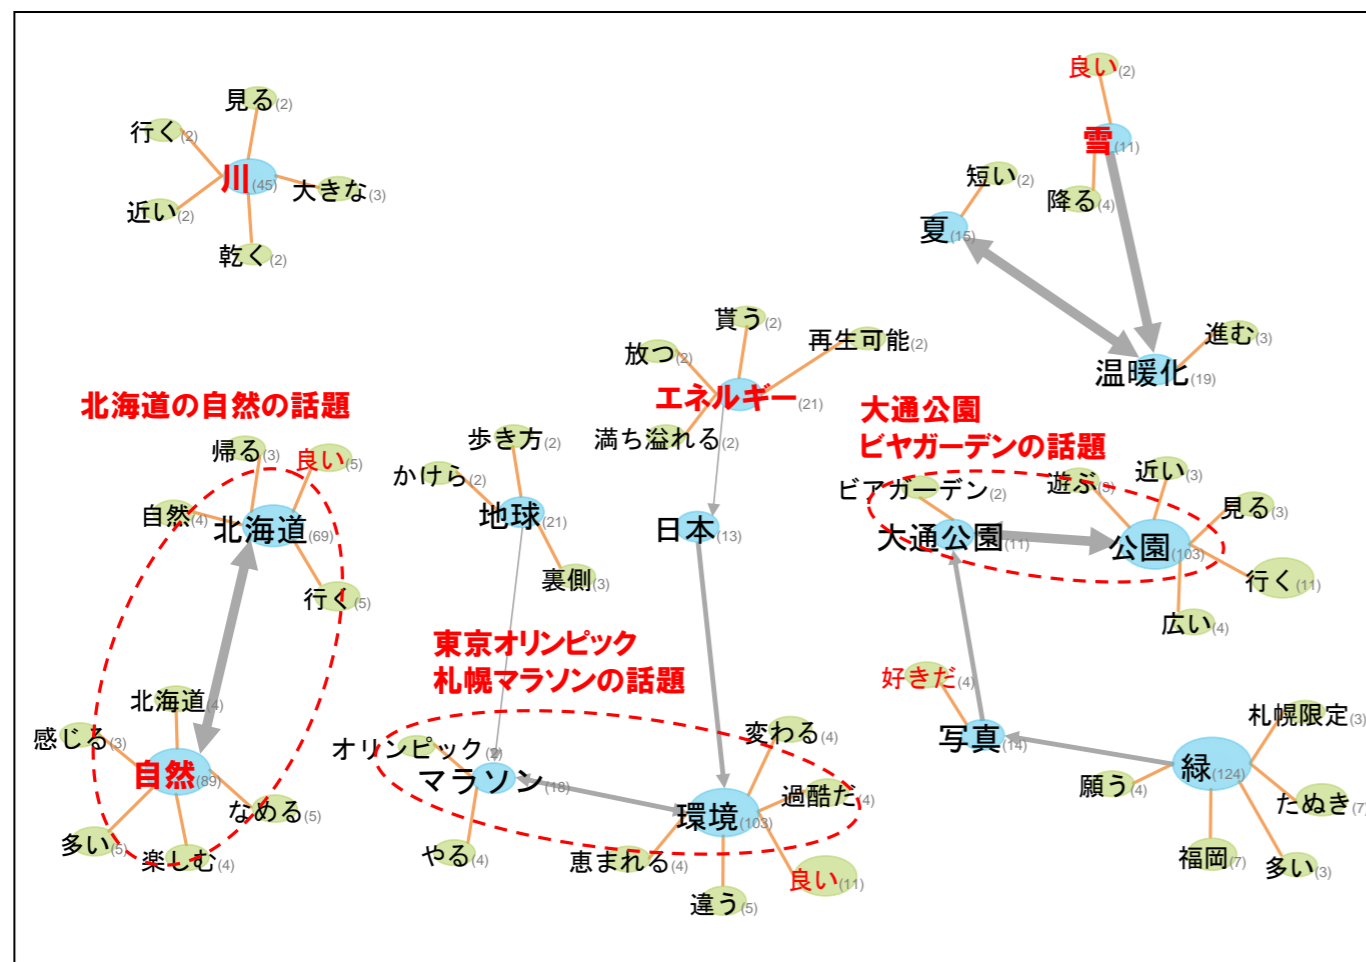 良い(2)
見る(2)
行く(2)
雪(11)
川(45)
短い(2)
大きな(3)
降る(4)
近い(2)
夏(15)
乾く(2)
貰う(2)
再生可能(2)
進む(3)
放つ(2)
温暖化(19)
エネルギー(21)
北海道の自然の話題
大通公園
ビヤガーデンの話題
満ち溢れる(2)
歩き方(2)
帰る(3)
良い(5)
近い(3)
かけら(2)
遊ぶ(3)
ビアガーデン(2)
見る(3)
自然(4)
北海道(69)
地球(21)
日本(13)
大通公園(11)
公園(103)
裏側(3)
行く(11)
行く(5)
広い(4)
東京オリンピック
札幌マラソンの話題
好きだ(4)
北海道(4)
札幌限定(3)
感じる(3)
変わる(4)
写真(14)
オリンピック(2)
自然(89)
マラソン(18)
緑(124)
願う(4)
過酷だ(4)
なめる(5)
たぬき(7)
環境(103)
多い(5)
楽しむ(4)
やる(4)
恵まれる(4)
福岡(7)
多い(3)
良い(11)
違う(5)